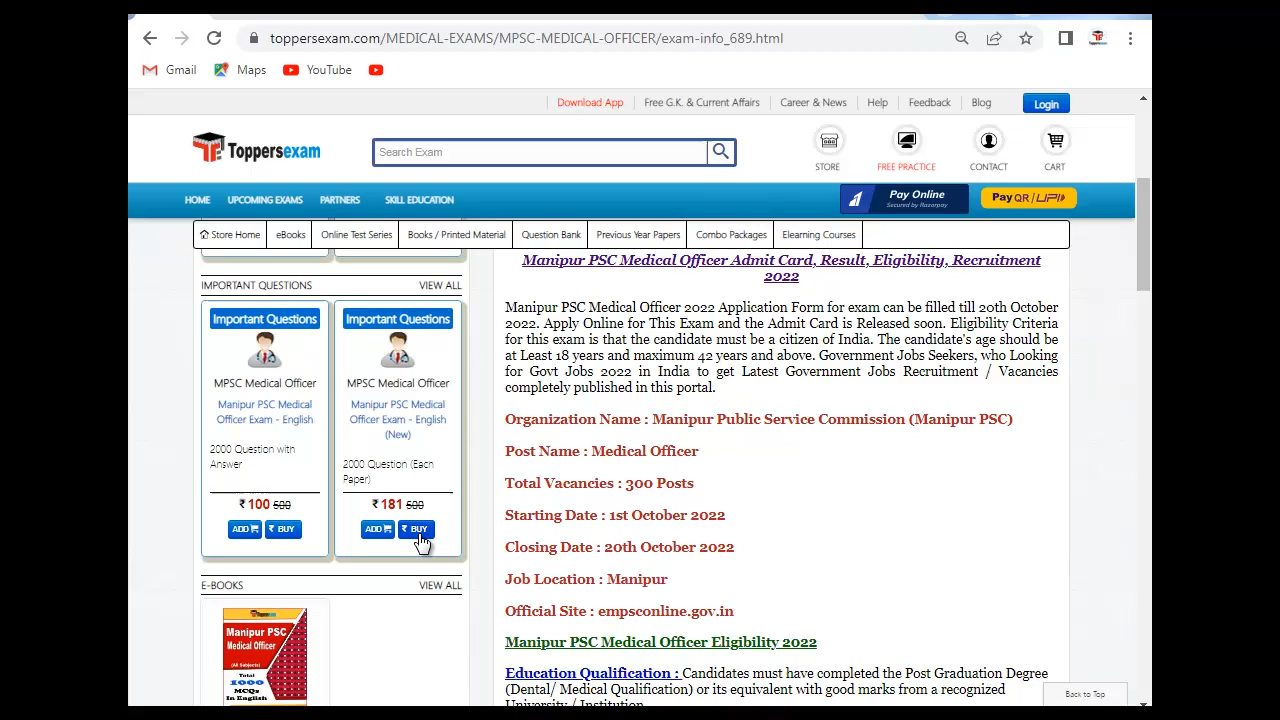 toppersexam.com/MEDICAL-EXAMS/MPSC-MEDICAL-OFFICER/exam-info_689.html
Gmail Maps YouTube
Download App Free G.K. & Current Affairs Career & News Help Feedback Blog Login
Toppersexam
Search Exam
STORE FREE PRACTICE CONTACT CART
HOME UPCOMING EXAMS PARTNERS SKILL EDUCATION
Pay Online
Secured by Razorpay
Pay QR / UPI
Store Home eBooks Online Test Series Books / Printed Material Question Bank Previous Year Papers Combo Packages Elearning Courses
IMPORTANT QUESTIONS VIEW ALL
Important Questions
MPSC Medical Officer
Manipur PSC Medical
Officer Exam - English
2000 Question with
Answer
₹ 100 500
ADD ₹ BUY
Important Questions
MPSC Medical Officer
Manipur PSC Medical
Officer Exam - English
(New)
2000 Question (Each
Paper)
₹ 181 500
ADD ₹ BUY
E-BOOKS VIEW ALL
Toppersexam
Manipur PSC
Medical Officer
(All Subjects)
Total
1000
MCQs
In English
Manipur PSC Medical Officer Admit Card, Result, Eligibility, Recruitment
2022
Manipur PSC Medical Officer 2022 Application Form for exam can be filled till 20th October
2022. Apply Online for This Exam and the Admit Card is Released soon. Eligibility Criteria
for this exam is that the candidate must be a citizen of India. The candidate's age should be
at Least 18 years and maximum 42 years and above. Government Jobs Seekers, who Looking
for Govt Jobs 2022 in India to get Latest Government Jobs Recruitment / Vacancies
completely published in this portal.
Organization Name : Manipur Public Service Commission (Manipur PSC)
Post Name : Medical Officer
Total Vacancies : 300 Posts
Starting Date : 1st October 2022
Closing Date : 20th October 2022
Job Location : Manipur
Official Site : empsconline.gov.in
Manipur PSC Medical Officer Eligibility 2022
Education Qualification : Candidates must have completed the Post Graduation Degree
(Dental/ Medical Qualification) or its equivalent with good marks from a recognized
University / Institution.
Back to Top